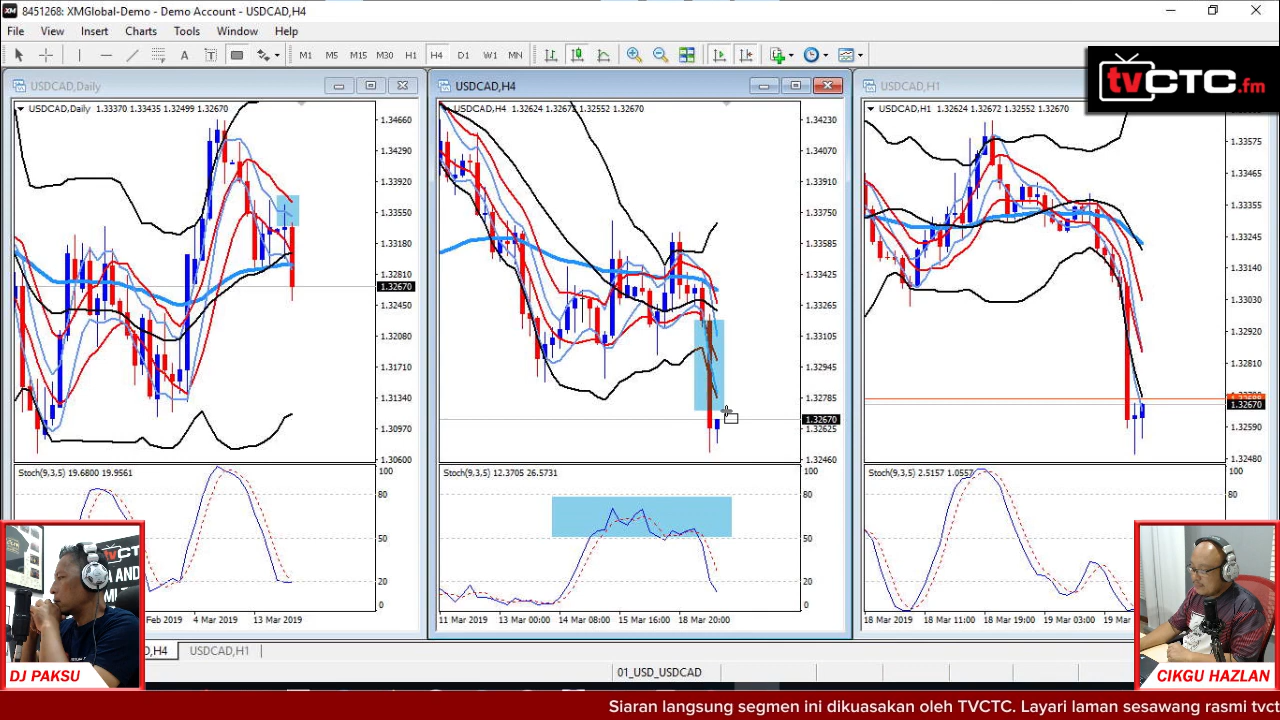 8451268: XMGlobal-Demo - Demo Account - USDCAD,H4
File View Insert Charts Tools Window Help
M1 M5 M15 M30 H1 H4 D1 W1 MN
tvCTC.fm
USDCAD,Daily
USDCAD,Daily 1.33370 1.33435 1.32499 1.32670
1.34660
1.34290
1.33920
1.33550
1.33180
1.32810
1.32670
1.32450
1.32080
1.31710
1.31340
1.30970
1.30600
Stoch(9,3,5) 19.6800 19.9561
100
80
50
20
0
Feb 2019 4 Mar 2019 13 Mar 2019
USDCAD,H4
USDCAD,H4 1.32624 1.32672 1.32552 1.32670
1.34230
1.34070
1.33910
1.33750
1.33585
1.33425
1.33265
1.33105
1.32945
1.32785
1.32670
1.32625
1.32460
Stoch(9,3,5) 12.3705 26.5731
100
80
50
20
0
11 Mar 2019 13 Mar 00:00 14 Mar 08:00 15 Mar 16:00 18 Mar 20:00
USDCAD,H1
USDCAD,H1 1.32624 1.32672 1.32552 1.32670
1.33575
1.33465
1.33355
1.33245
1.33140
1.33030
1.32920
1.32810
1.32670
1.32590
1.32480
Stoch(9,3,5) 2.5157 1.0557
100
80
18 Mar 2019 18 Mar 11:00 18 Mar 19:00 19 Mar 03:00 19 Mar
H4 USDCAD,H1
01_USD_USDCAD
tvCTC
DJ PAKSU
CIKGU HAZLAN
Siaran langsung segmen ini dikuasakan oleh TVCTC. Layari laman sesawang rasmi tvct